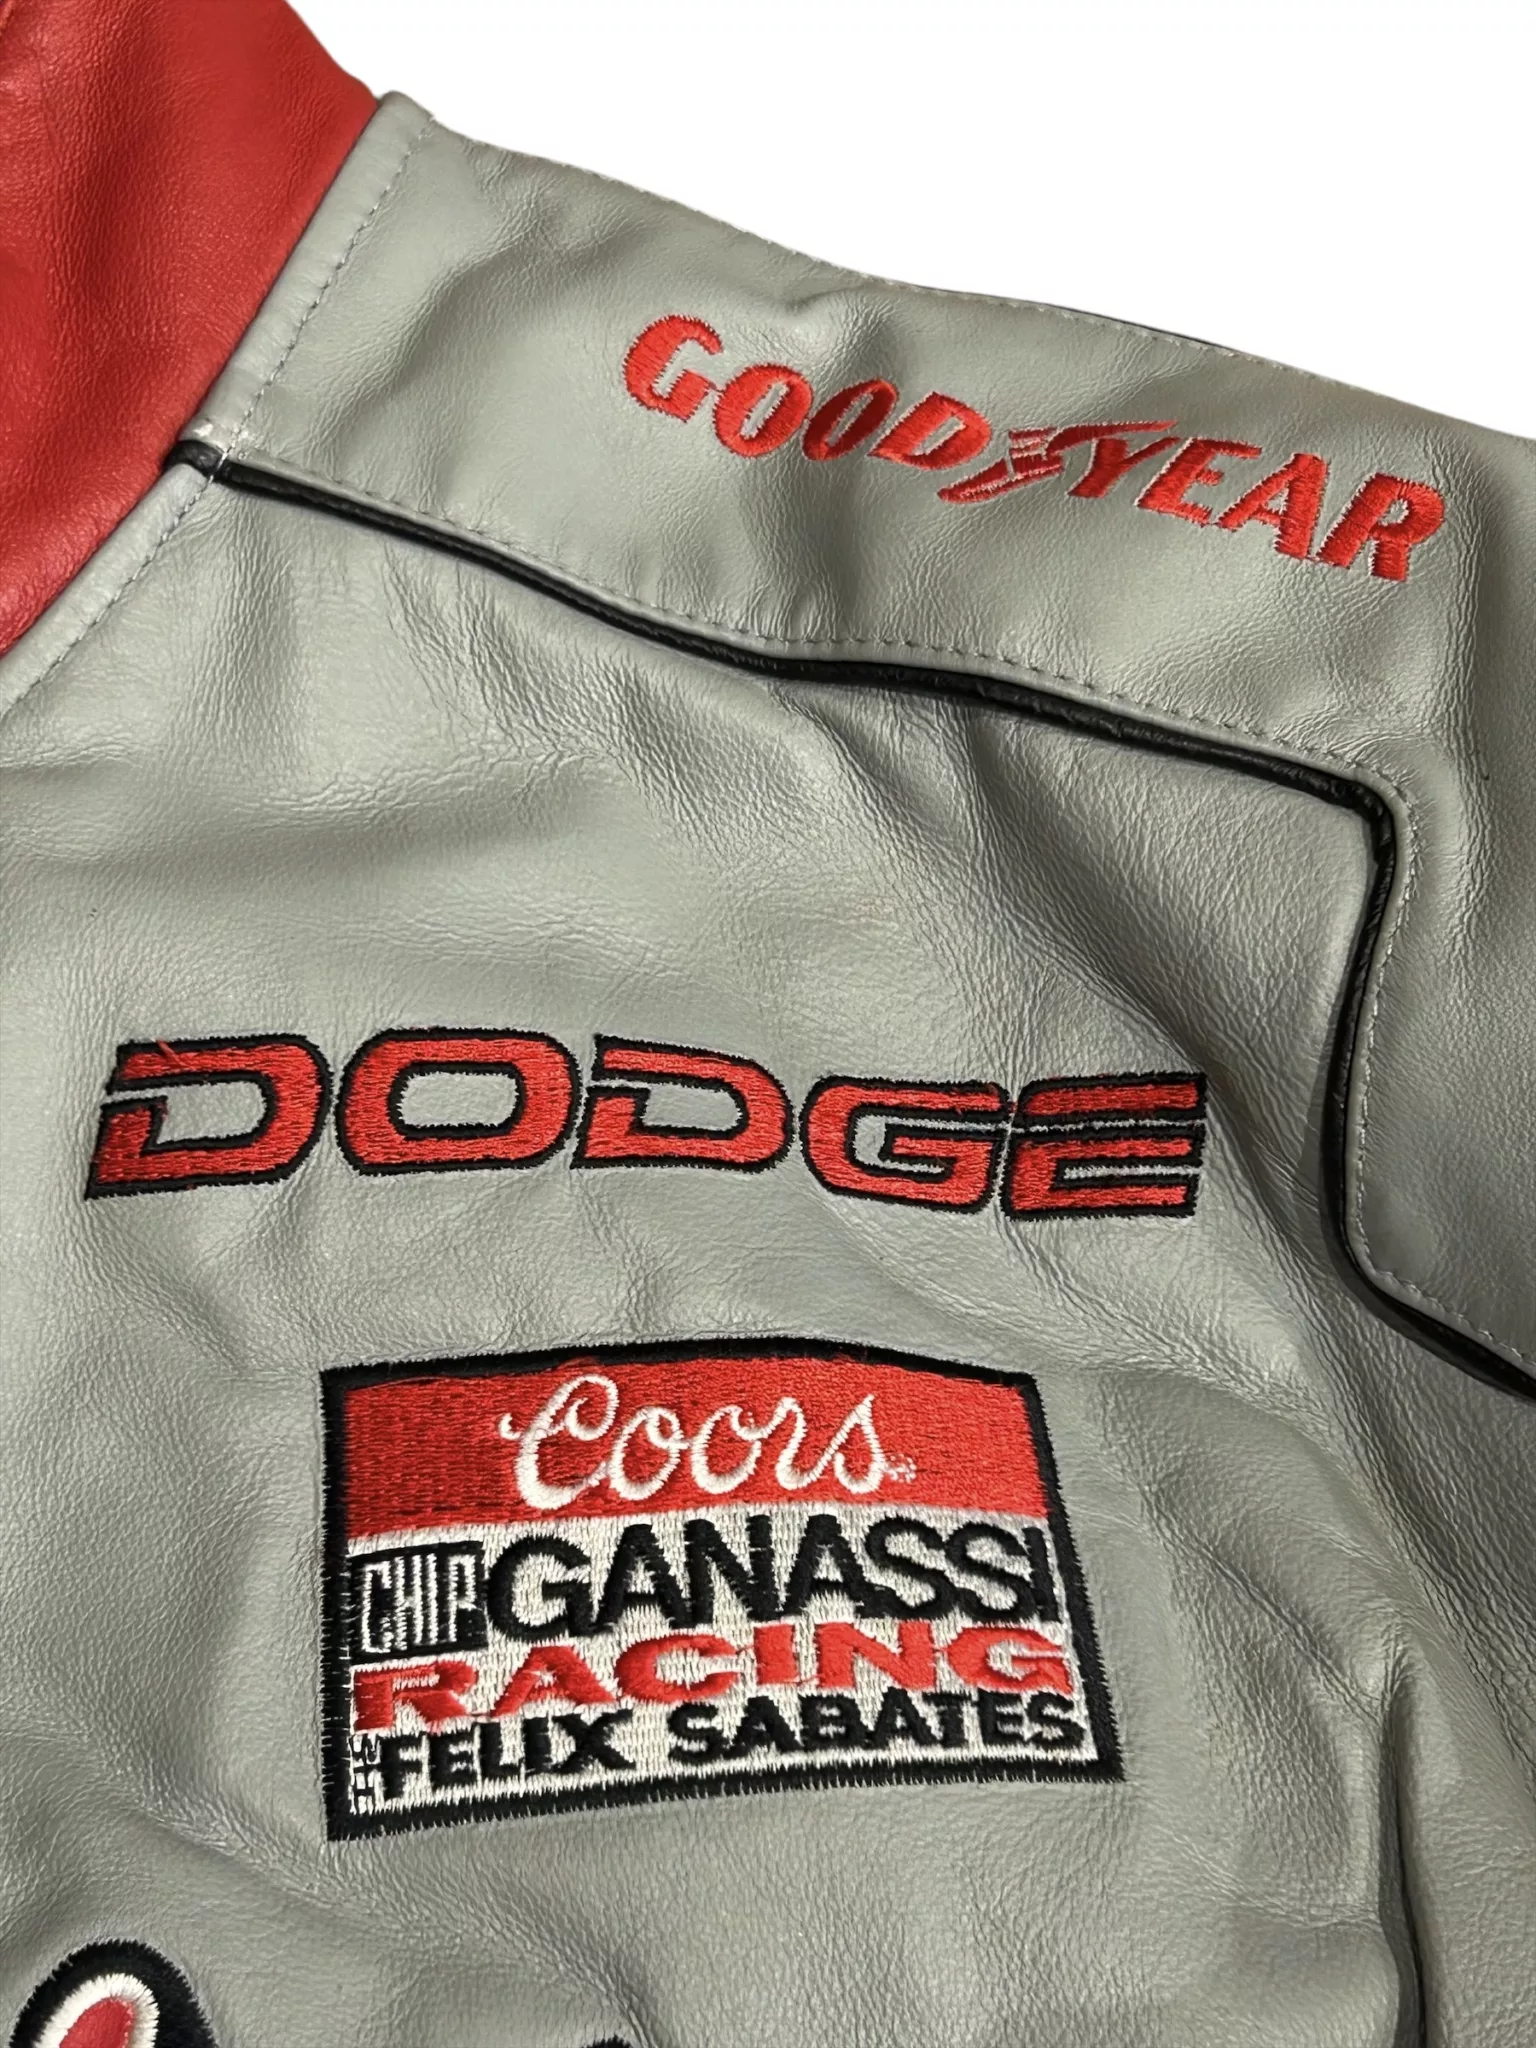 GOODYEAR
DODGE
Coors
CHIP GANASSI
RACING
FELIX SABATES